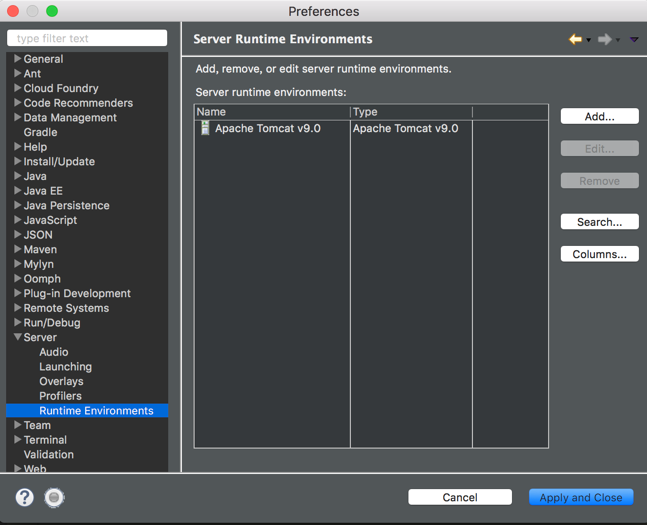 Preferences
type filter text
General
Ant
Cloud Foundry
Code Recommenders
Data Management
Gradle
Help
Install/Update
Java
Java EE
Java Persistence
JavaScript
JSON
Maven
Mylyn
Oomph
Plug-in Development
Remote Systems
Run/Debug
Server
Audio
Launching
Overlays
Profilers
Runtime Environments
Team
Terminal
Validation
Web
Server Runtime Environments
Add, remove, or edit server runtime environments.
Server runtime environments:
Name Type
Apache Tomcat v9.0 Apache Tomcat v9.0
Add...
Edit...
Remove
Search...
Columns...
?
Cancel Apply and Close